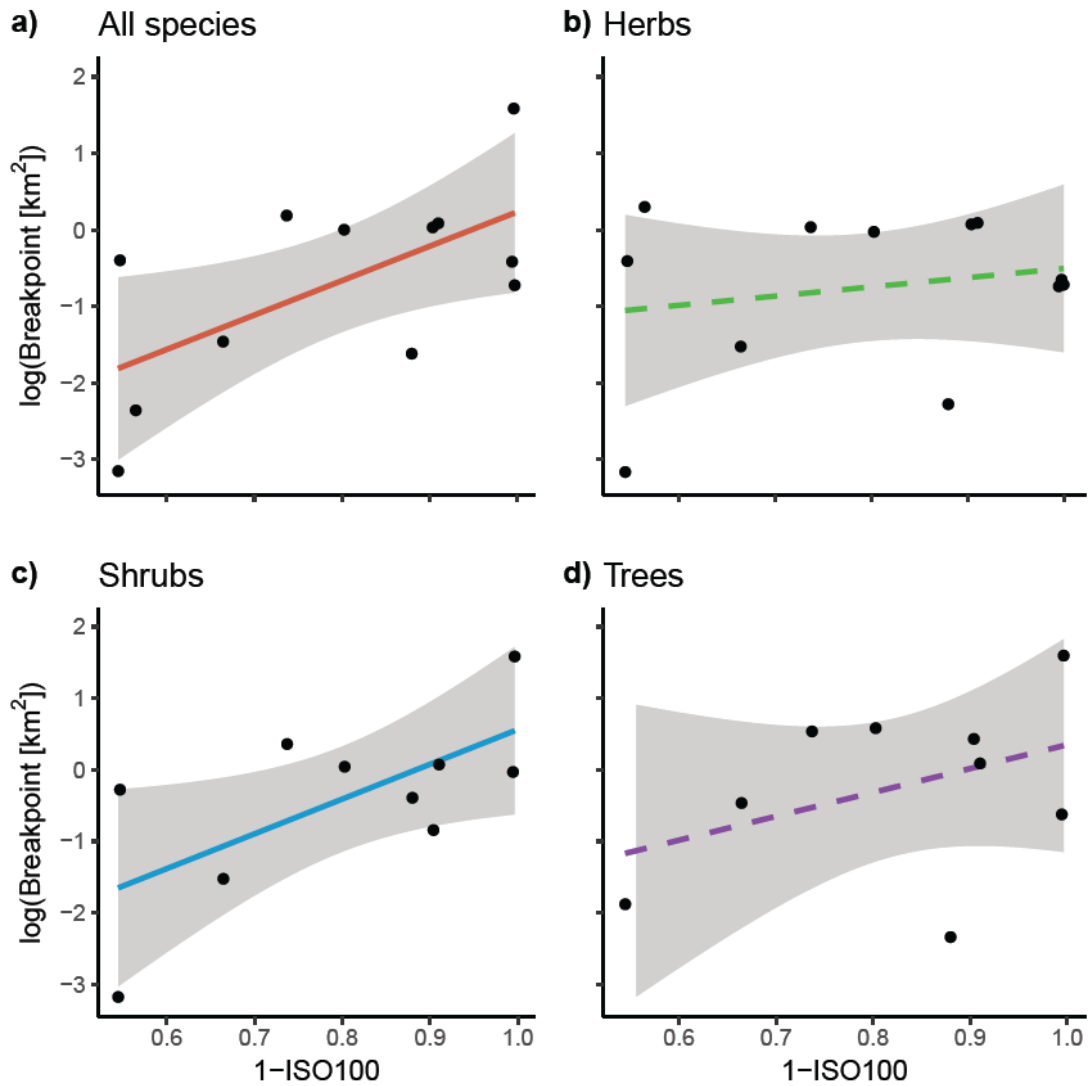 a) All species
b) Herbs
log(Breakpoint [km²])
2
1
0
−1
−2
−3
c) Shrubs
d) Trees
log(Breakpoint [km²])
2
1
0
−1
−2
−3
0.6 0.7 0.8 0.9 1.0
0.6 0.7 0.8 0.9 1.0
1−ISO100
1−ISO100